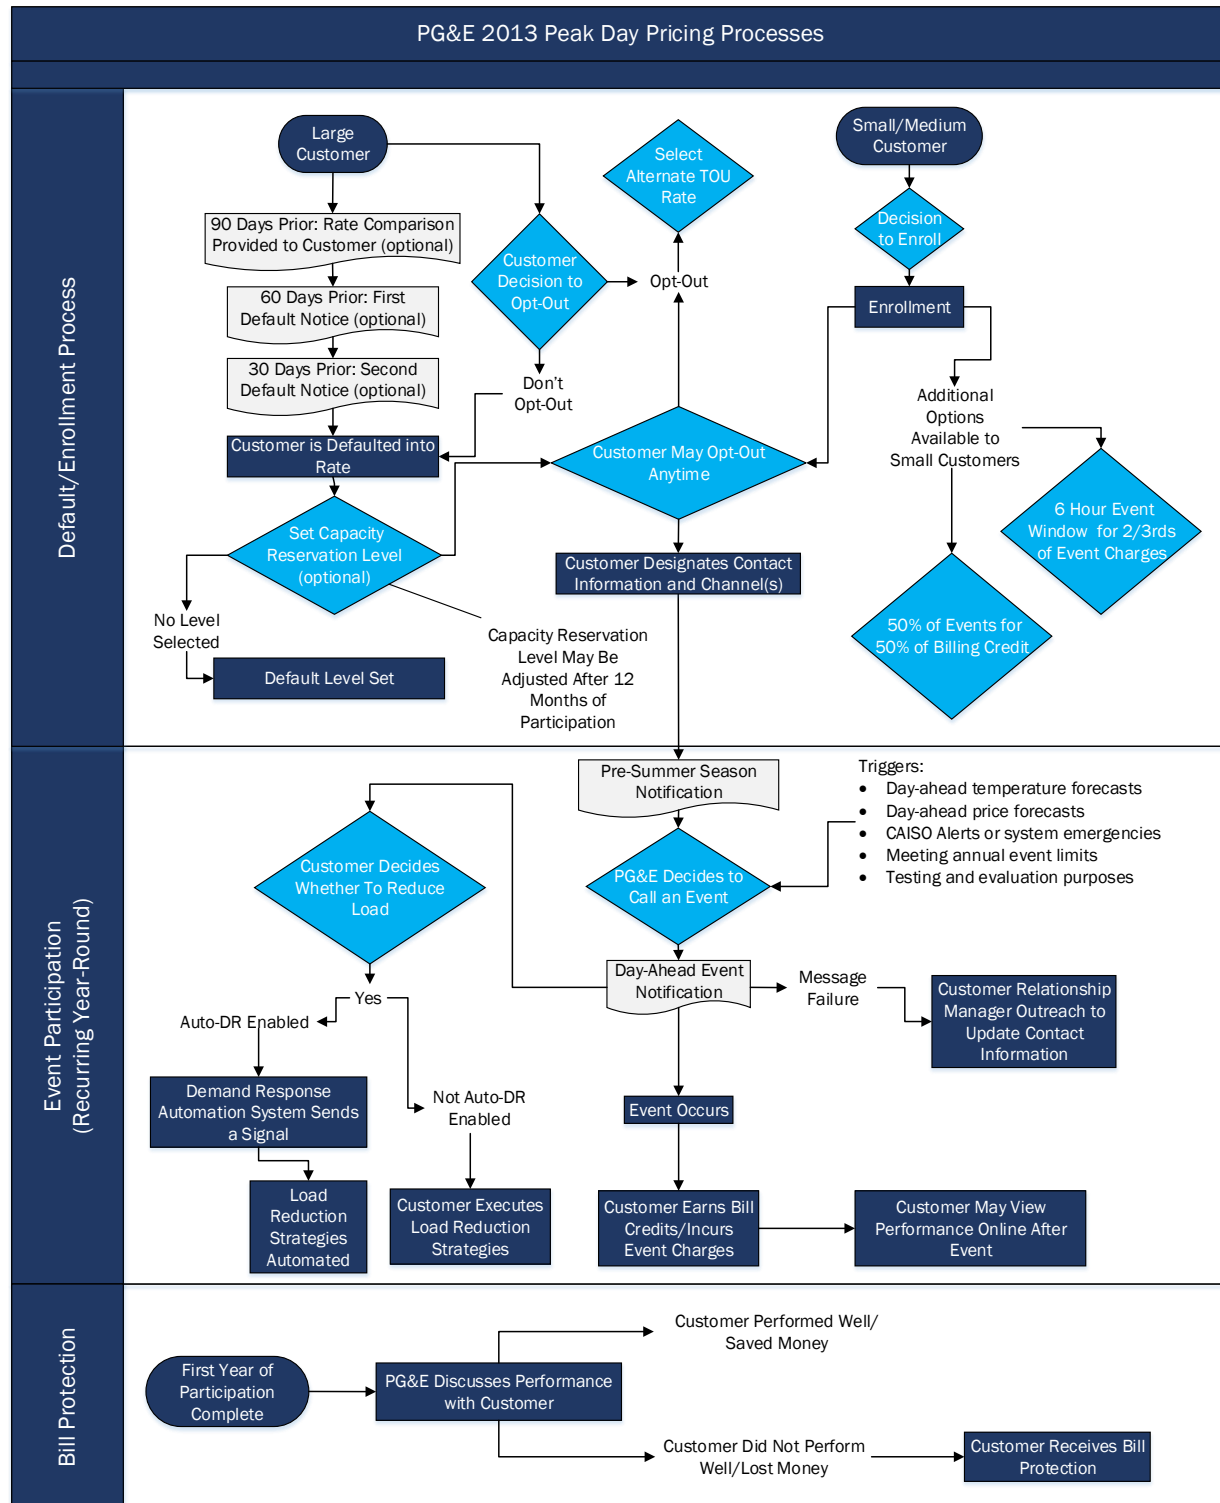 PG&E 2013 Peak Day Pricing Processes
Default/Enrollment Process
Large
Customer
90 Days Prior: Rate Comparison
Provided to Customer (optional)
60 Days Prior: First
Default Notice (optional)
30 Days Prior: Second
Default Notice (optional)
Customer is Defaulted into
Rate
Set Capacity
Reservation Level
(optional)
No Level
Selected
Default Level Set
Capacity Reservation
Level May Be
Adjusted After 12
Months of
Participation
Customer
Decision to
Opt-Out
Don't
Opt-Out
Opt-Out
Select
Alternate TOU
Rate
Customer May Opt-Out
Anytime
Customer Designates Contact
Information and Channel(s)
Small/Medium
Customer
Decision
to Enroll
Enrollment
Additional
Options
Available to
Small Customers
6 Hour Event
Window for 2/3rds
of Event Charges
50% of Events for
50% of Billing Credit
Event Participation
(Recurring Year-Round)
Pre-Summer Season
Notification
Triggers:
• Day-ahead temperature forecasts
• Day-ahead price forecasts
• CAISO Alerts or system emergencies
• Meeting annual event limits
• Testing and evaluation purposes
PG&E Decides to
Call an Event
Customer Decides
Whether To Reduce
Load
Day-Ahead Event
Notification
Message
Failure
Customer Relationship
Manager Outreach to
Update Contact
Information
Yes
Auto-DR Enabled
Demand Response
Automation System Sends
a Signal
Load
Reduction
Strategies
Automated
Not Auto-DR
Enabled
Customer Executes
Load Reduction
Strategies
Event Occurs
Customer Earns Bill
Credits/Incurs
Event Charges
Customer May View
Performance Online After
Event
Bill Protection
First Year of
Participation
Complete
PG&E Discusses Performance
with Customer
Customer Performed Well/
Saved Money
Customer Did Not Perform
Well/Lost Money
Customer Receives Bill
Protection